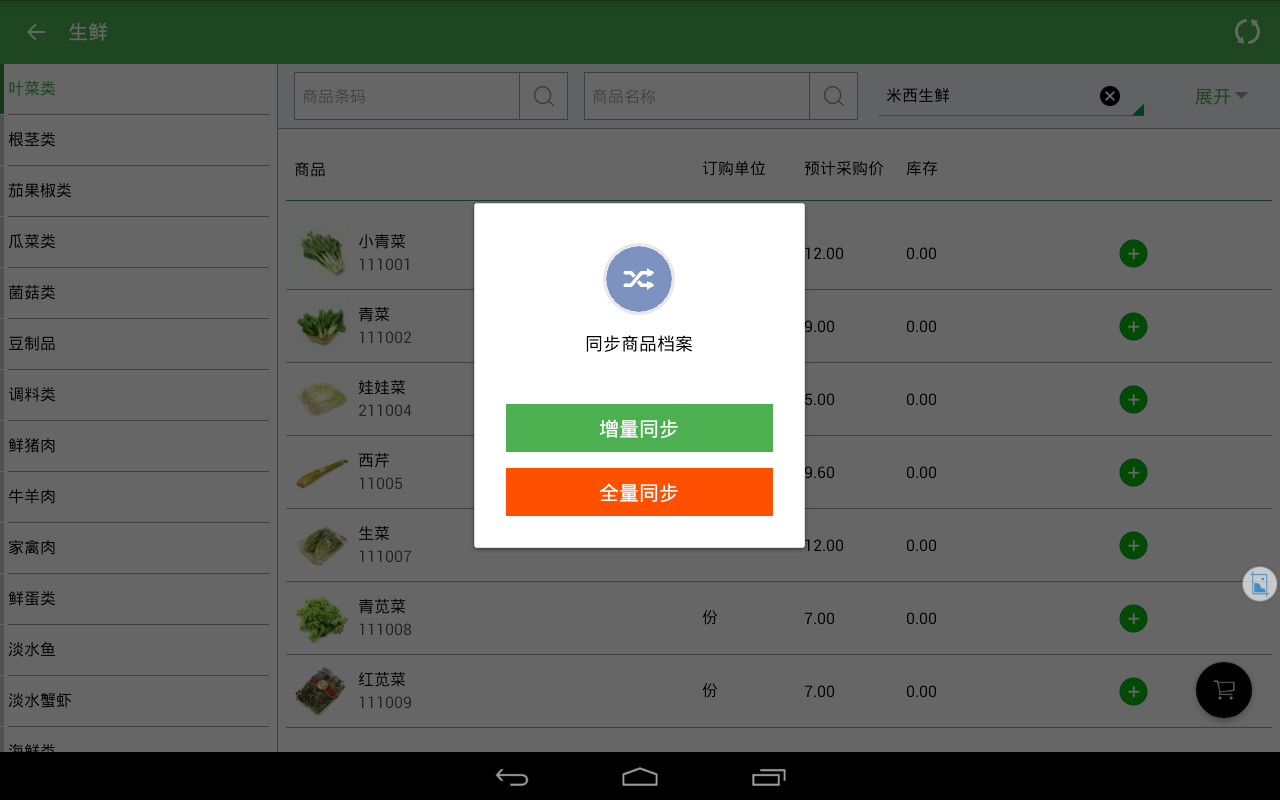 生鲜
叶菜类
根茎类
茄果椒类
瓜菜类
菌菇类
豆制品
调料类
鲜猪肉
牛羊肉
家禽肉
鲜蛋类
淡水鱼
淡水蟹虾
海鲜类
商品条码
商品名称
米西生鲜
展开
商品 订购单位 预计采购价 库存
小青菜
111001
12.00 0.00
青菜
111002
9.00 0.00
娃娃菜
211004
5.00 0.00
西芹
11005
9.60 0.00
生菜
111007
12.00 0.00
青苋菜
111008
份 7.00 0.00
红苋菜
111009
份 7.00 0.00
同步商品档案
增量同步
全量同步